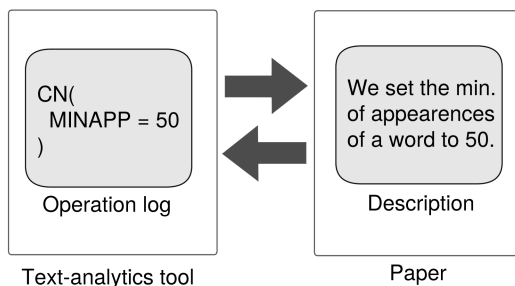 CN(
MINAPP = 50
)
Operation log
Text-analytics tool
We set the min.
of appearences
of a word to 50.
Description
Paper